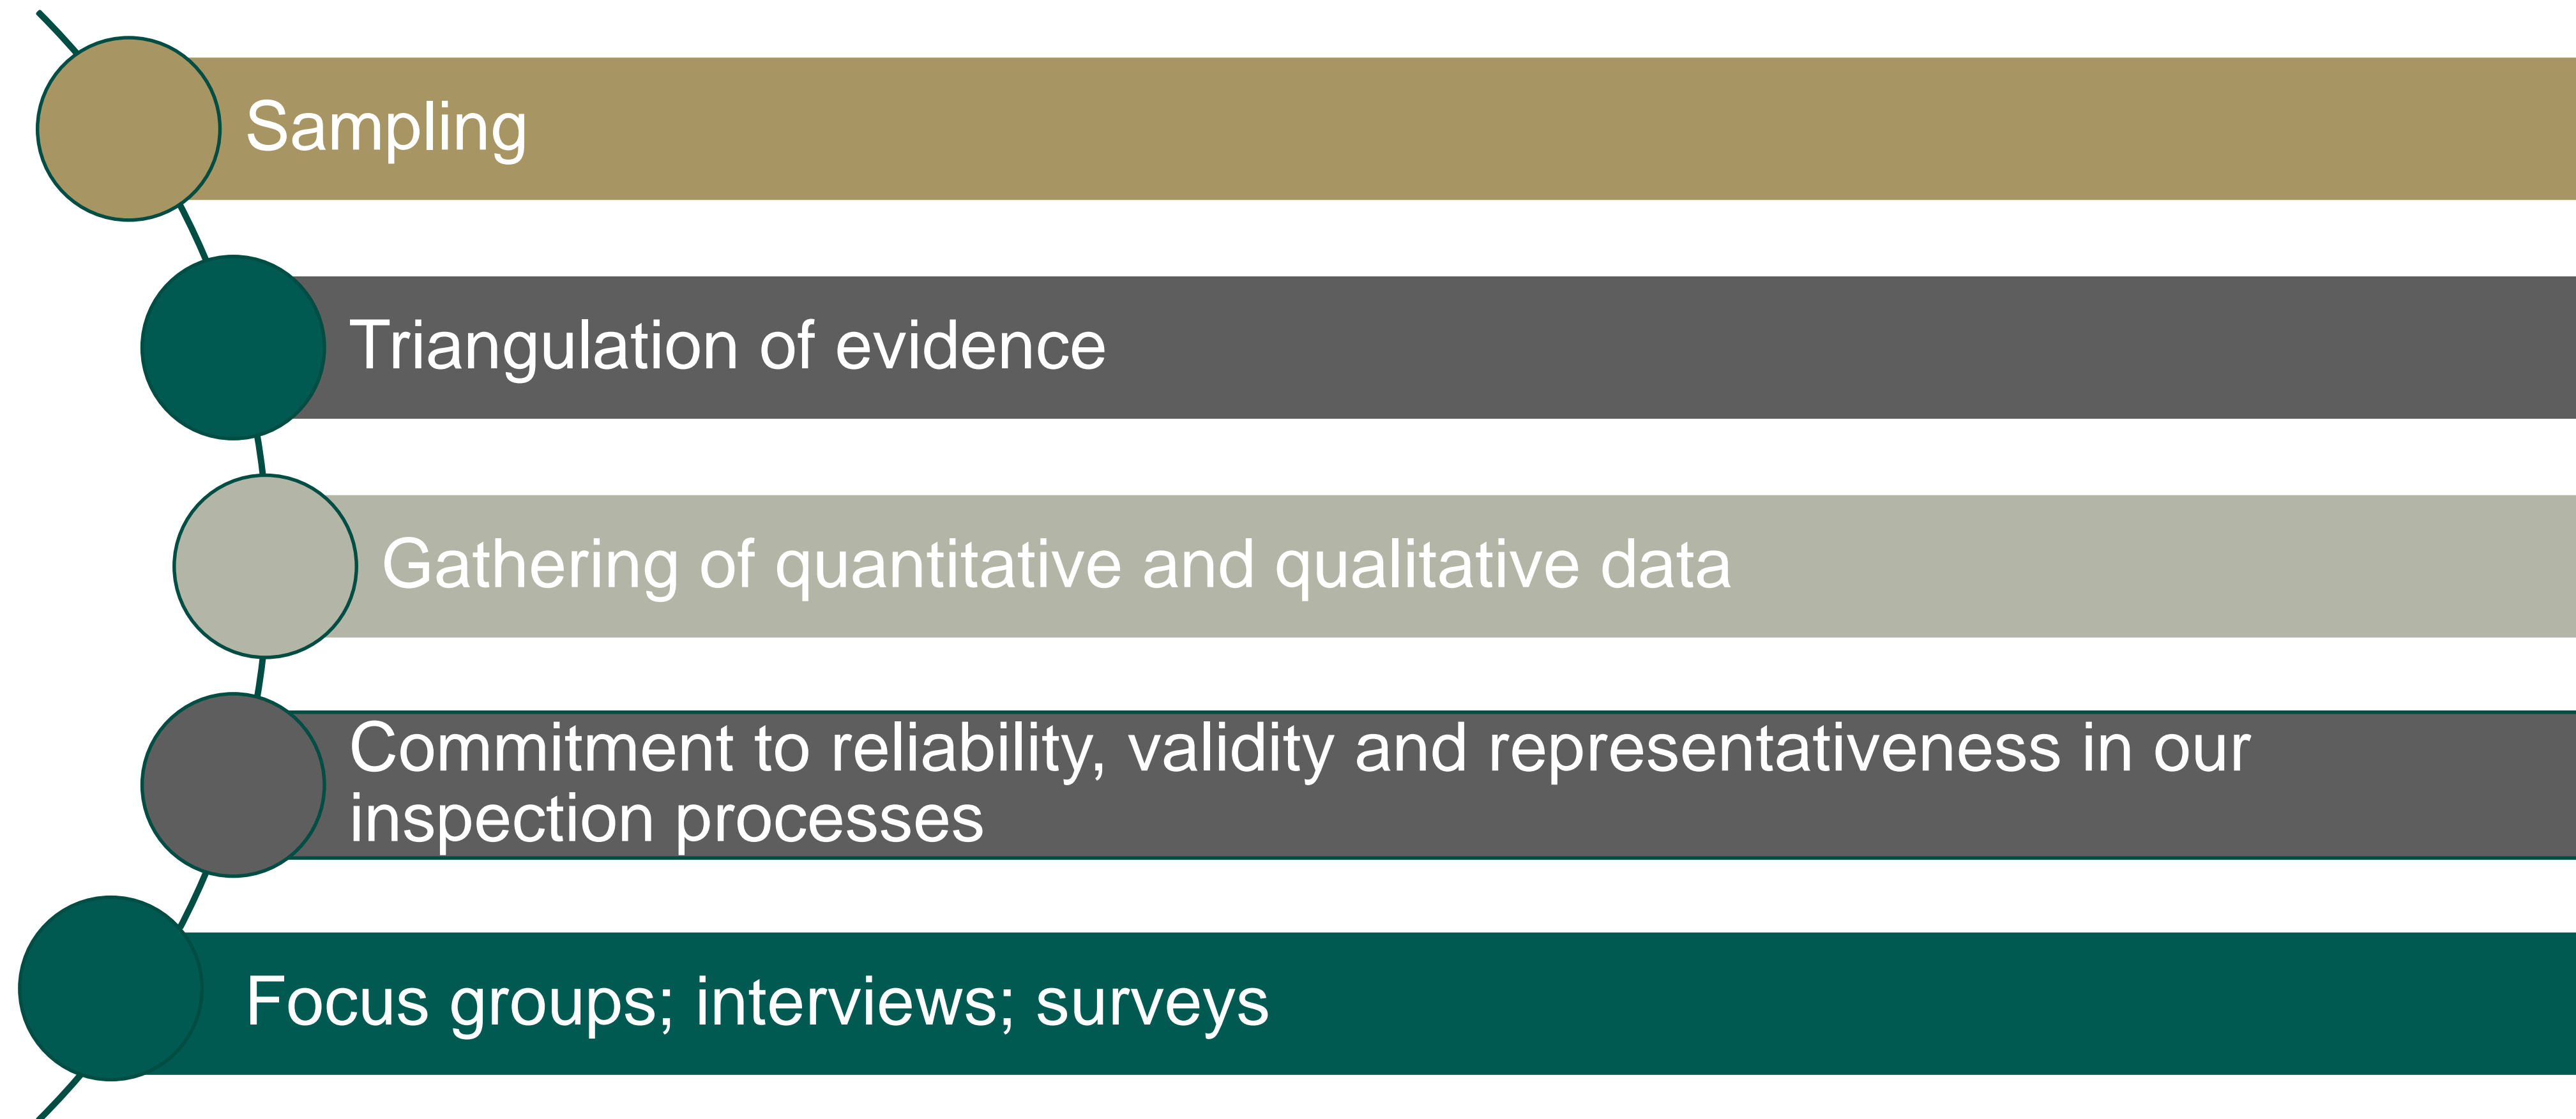 Sampling
Triangulation of evidence
Gathering of quantitative and qualitative data
Commitment to reliability, validity and representativeness in our
inspection processes
Focus groups; interviews; surveys